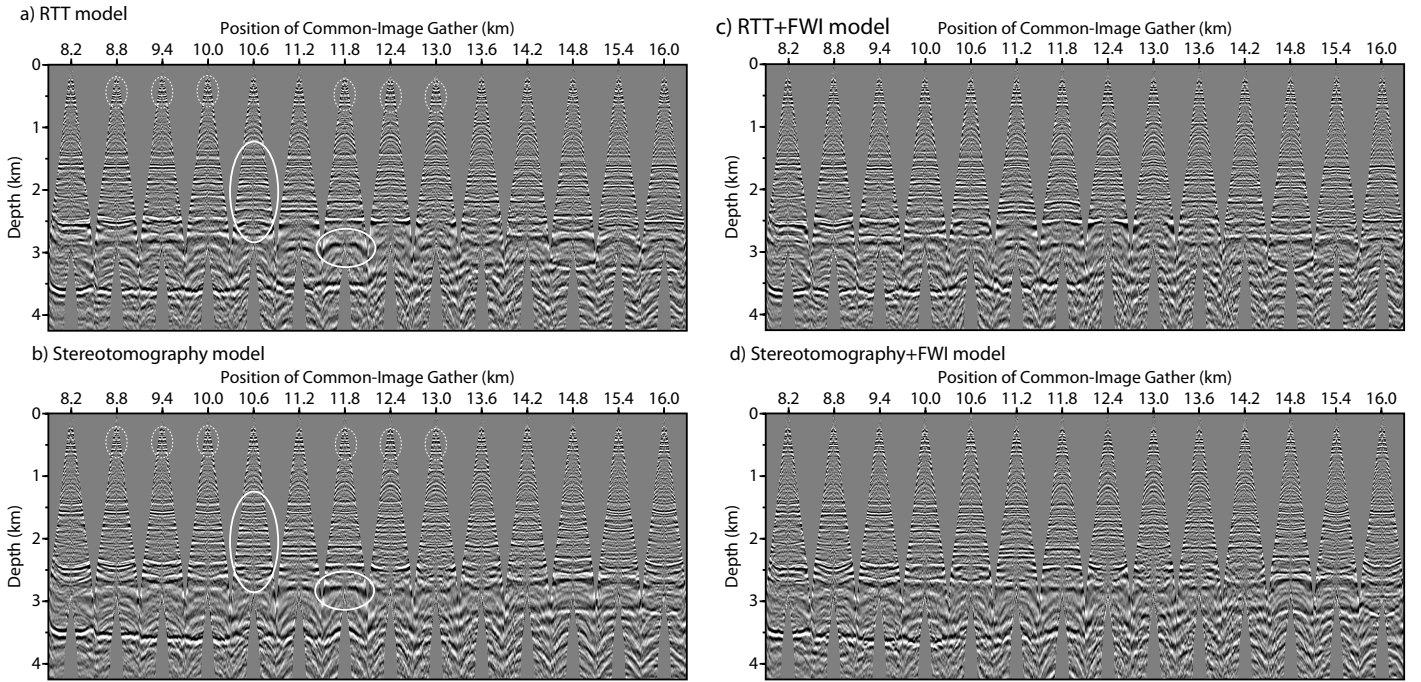 a) RTT model
Position of Common-Image Gather (km)
8.2 8.8 9.4 10.0 10.6 11.2 11.8 12.4 13.0 13.6 14.2 14.8 15.4 16.0
0
1
2
3
4
Depth (km)
b) Stereotomography model
Position of Common-Image Gather (km)
8.2 8.8 9.4 10.0 10.6 11.2 11.8 12.4 13.0 13.6 14.2 14.8 15.4 16.0
0
1
2
3
4
Depth (km)
c) RTT+FWI model
Position of Common-Image Gather (km)
8.2 8.8 9.4 10.0 10.6 11.2 11.8 12.4 13.0 13.6 14.2 14.8 15.4 16.0
0
1
2
3
4
Depth (km)
d) Stereotomography+FWI model
Position of Common-Image Gather (km)
8.2 8.8 9.4 10.0 10.6 11.2 11.8 12.4 13.0 13.6 14.2 14.8 15.4 16.0
0
1
2
3
4
Depth (km)